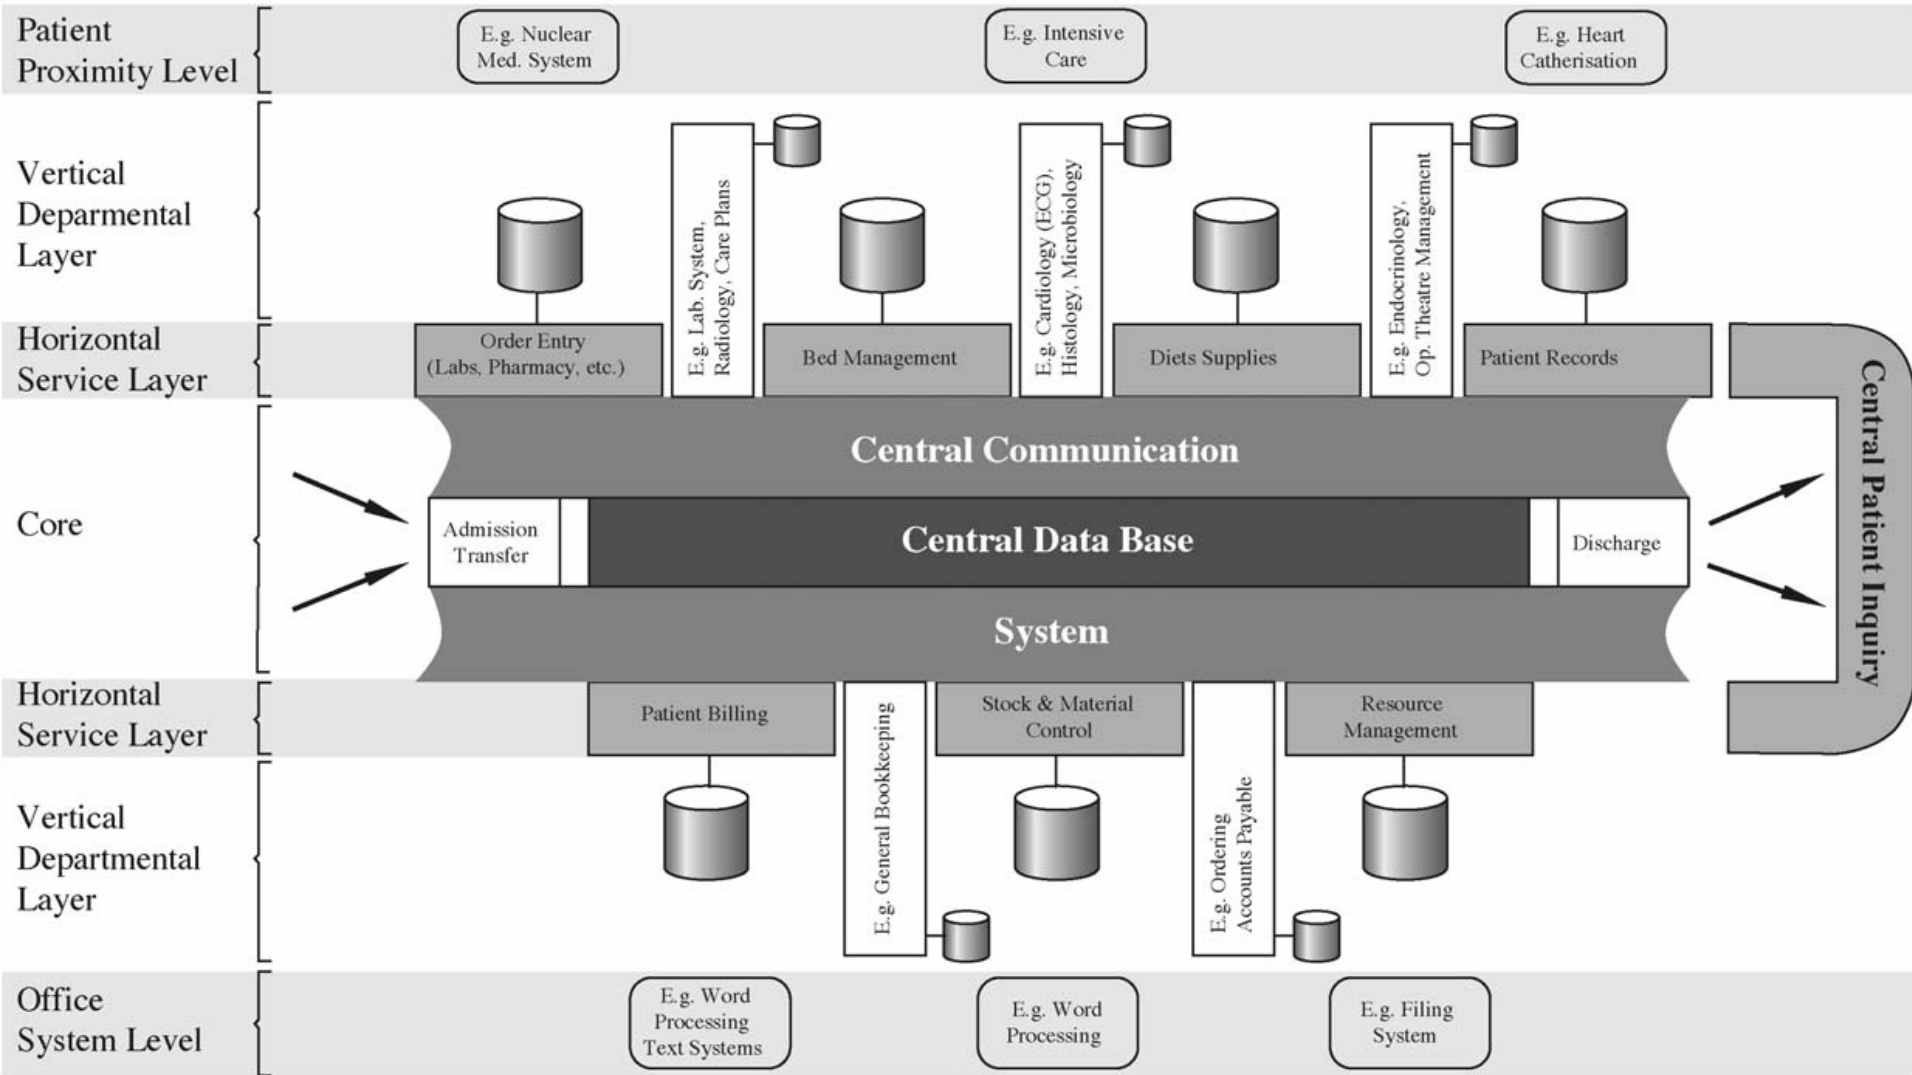 Patient
Proximity Level
E.g. Nuclear
Med. System
E.g. Intensive
Care
E.g. Heart
Catherisation
Vertical
Deparmental
Layer
E.g. Lab. System,
Radiology, Care Plans
E.g. Cardiology (ECG),
Histology, Microbiology
E.g. Endocrinology,
Op. Theatre Management
Horizontal
Service Layer
Order Entry
(Labs, Pharmacy, etc.)
Bed Management
Diets Supplies
Patient Records
Central Patient Inquiry
Core
Central Communication
Admission
Transfer
Central Data Base
Discharge
System
Horizontal
Service Layer
Patient Billing
Stock & Material
Control
Resource
Management
Vertical
Departmental
Layer
E.g. General Bookkeeping
E.g. Ordering
Accounts Payable
Office
System Level
E.g. Word
Processing
Text Systems
E.g. Word
Processing
E.g. Filing
System